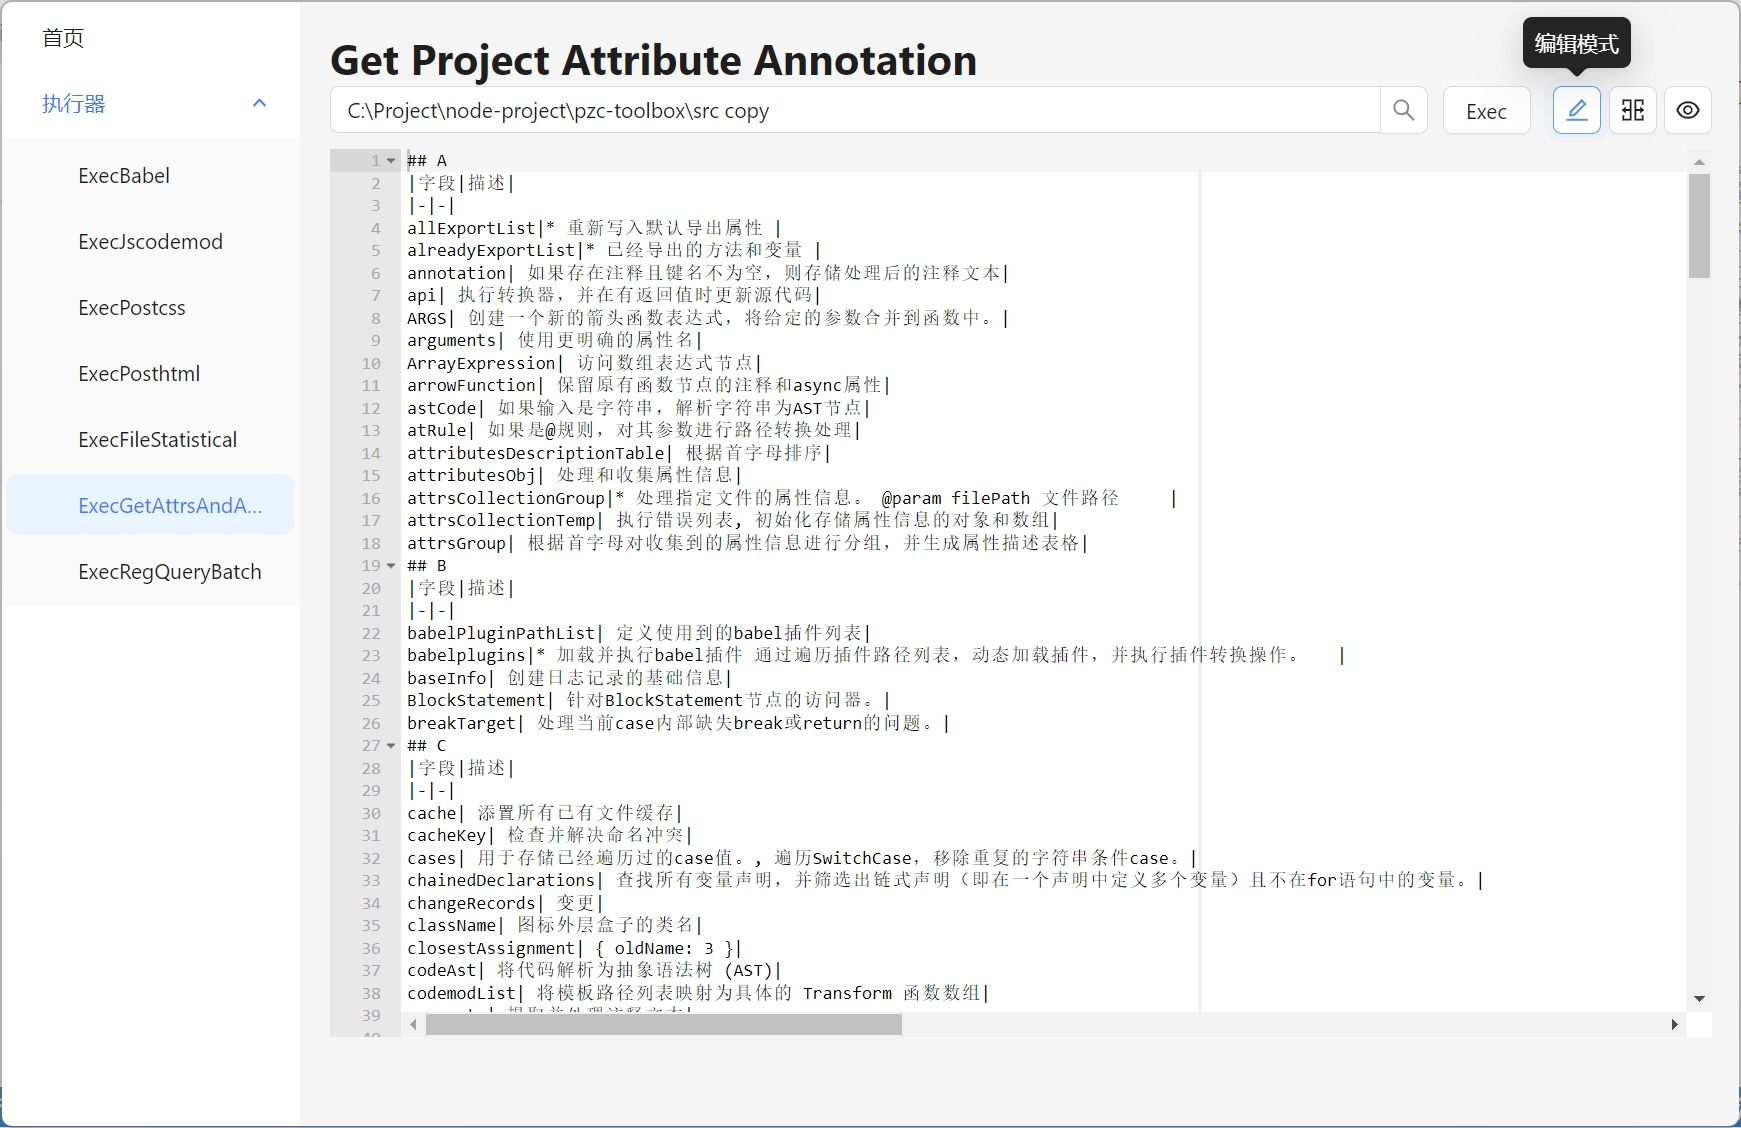 首页
执行器
ExecBabel
ExecJscodemod
ExecPostcss
ExecPosthtml
ExecFileStatistical
ExecGetAttrsAndA...
ExecRegQueryBatch
编辑模式
Get Project Attribute Annotation
C:\Project\node-project\pzc-toolbox\src copy
Exec
1 ## A
2 |字段|描述|
3 |-|-|
4 allExportList|* 重新写入默认导出属性 |
5 alreadyExportList|* 已经导出的方法和变量 |
6 annotation| 如果存在注释且键名不为空，则存储处理后的注释文本|
7 api| 执行转换器，并在有返回值时更新源代码|
8 ARGS| 创建一个新的箭头函数表达式，将给定的参数合并到函数中。|
9 arguments| 使用更明确的属性名|
10 ArrayExpression| 访问数组表达式节点|
11 arrowFunction| 保留原有函数节点的注释和async属性|
12 astCode| 如果输入是字符串，解析字符串为AST节点|
13 atRule| 如果是@规则，对其参数进行路径转换处理|
14 attributesDescriptionTable| 根据首字母排序|
15 attributesObj| 处理和收集属性信息|
16 attrsCollectionGroup|* 处理指定文件的属性信息。 @param filePath 文件路径 |
17 attrsCollectionTemp| 执行错误列表, 初始化存储属性信息的对象和数组|
18 attrsGroup| 根据首字母对收集到的属性信息进行分组，并生成属性描述表格|
19 ## B
20 |字段|描述|
21 |-|-|
22 babelPluginPathList| 定义使用到的babel插件列表|
23 babelplugins|* 加载并执行babel插件 通过遍历插件路径列表，动态加载插件，并执行插件转换操作。 |
24 baseInfo| 创建日志记录的基础信息|
25 BlockStatement| 针对BlockStatement节点的访问器。|
26 breakTarget| 处理当前case内部缺失break或return的问题。|
27 ## C
28 |字段|描述|
29 |-|-|
30 cache| 添置所有已有文件缓存|
31 cacheKey| 检查并解决命名冲突|
32 cases| 用于存储已经遍历过的case值。, 遍历SwitchCase，移除重复的字符串条件case。|
33 chainedDeclarations| 查找所有变量声明，并筛选出链式声明（即在一个声明中定义多个变量）且不在for语句中的变量。|
34 changeRecords| 变更|
35 className| 图标外层盒子的类名|
36 closestAssignment| { oldName: 3 }|
37 codeAst| 将代码解析为抽象语法树 (AST)|
38 codemodList| 将模板路径列表映射为具体的 Transform 函数数组|
39